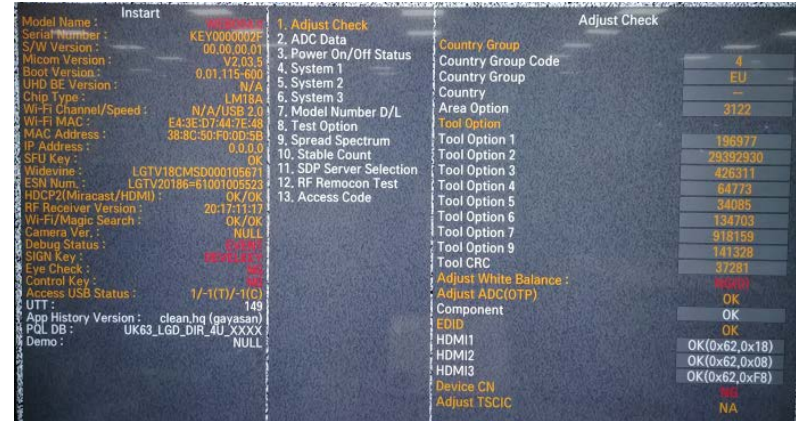 Instart
Model Name :
Serial Number : KEY0000002F
S/W Version : 00,00,00,01
Micom Version : V2,03,5
Boot Version : 0,01,115-600
UHD BE Version : N/A
Chip Type : LM18A
Wi-Fi Channel/Speed : N/A/USB 2,0
Wi-Fi MAC : E4:3E:D7:44:7E:48
MAC Address : 38:8C:50:F0:0D:5B
IP Address : 0,0,0,0
SFU Key : OK
Widevine : LGTV18CMSD000105671
ESN Num, : LGTV20186=61001005523
HDCP2(Miracast/HDMI) : OK/OK
RF Receiver Version : 20:17:11:17
Wi-Fi/Magic Search : OK/OK
Camera Ver, : NULL
Debug Status : EVENT
SIGN Key : DEVELKEY
Eye Check : NG
Control Key : NG
Access USB Status : 1/-1(T)/-1(C)
UTT : 149
App History Version : clean,hq (gayasan)
PQL DB : UK63_LGD_DIR_4U_XXXX
Demo : NULL
1. Adjust Check
2, ADC Data
3. Power On/Off Status
4, System 1
5, System 2
6, System 3
7, Model Number D/L
8, Test Option
9, Spread Spectrum
10, Stable Count
11, SDP Server Selection
12, RF Remocon Test
13, Access Code
Adjust Check
Country Group
Country Group Code 4
Country Group EU
Country —
Area Option 3122
Tool Option
Tool Option 1 196977
Tool Option 2 29392930
Tool Option 3 426311
Tool Option 4 64773
Tool Option 5 34085
Tool Option 6 134703
Tool Option 7 918159
Tool Option 9 141328
Tool CRC 37281
Adjust White Balance :
Adjust ADC(OTP) OK
Component OK
EDID OK
HDMI1 OK(0x62,0x18)
HDMI2 OK(0x62,0x08)
HDMI3 OK(0x62,0xF8)
Device CN NG
Adjust TSCIC NA